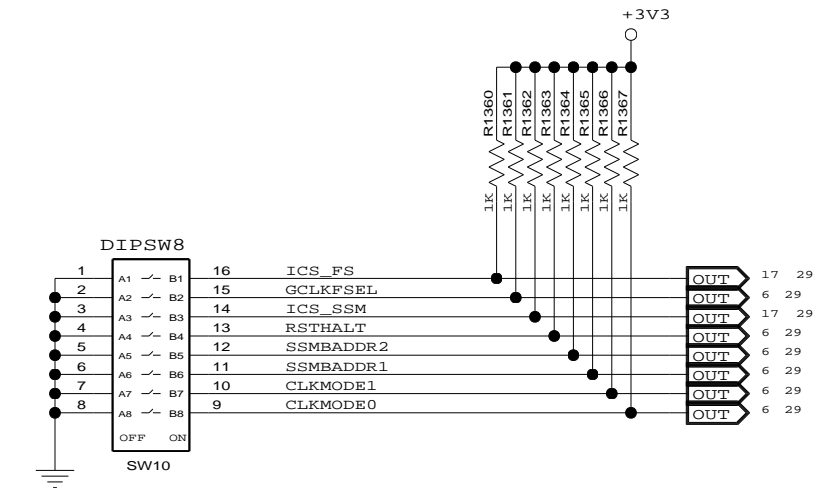 +3V3
R1360
R1361
R1362
R1363
R1364
R1365
R1366
R1367
1K
1K
1K
1K
1K
1K
1K
1K
DIPSW8
1 A1 B1 16 ICS_FS OUT 17 29
2 A2 B2 15 GCLKFSEL OUT 6 29
3 A3 B3 14 ICS_SSM OUT 17 29
4 A4 B4 13 RSTHALT OUT 6 29
5 A5 B5 12 SSMBADDR2 OUT 6 29
6 A6 B6 11 SSMBADDR1 OUT 6 29
7 A7 B7 10 CLKMODE1 OUT 6 29
8 A8 B8 9 CLKMODE0 OUT 6 29
OFF ON
SW10